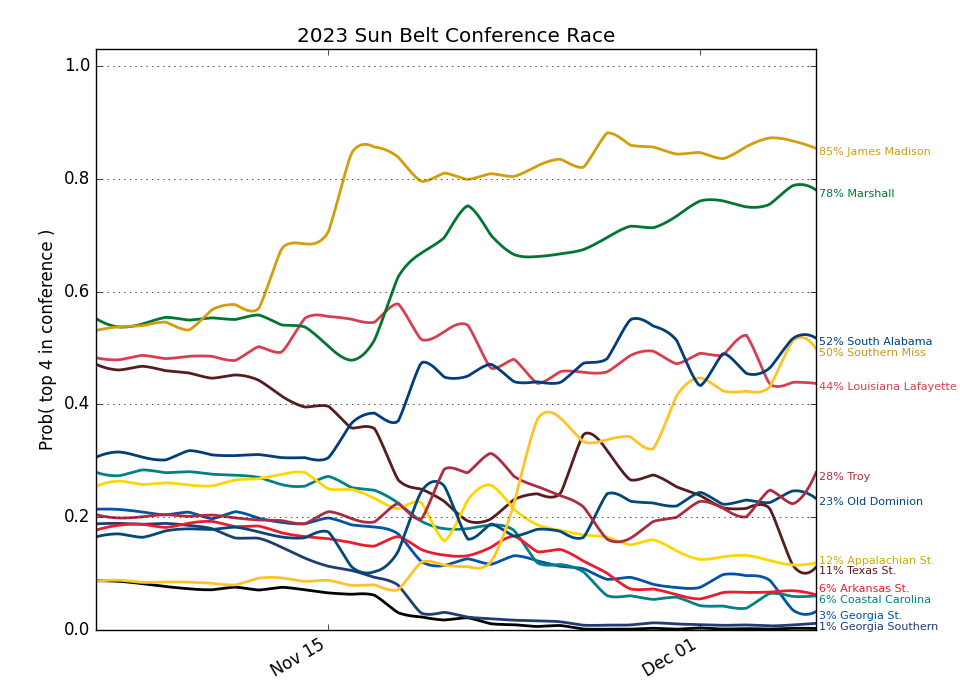 2023 Sun Belt Conference Race
Prob( top 4 in conference )
1.0
0.8
0.6
0.4
0.2
0.0
Nov 15
Dec 01
85% James Madison
78% Marshall
52% South Alabama
50% Southern Miss
44% Louisiana Lafayette
28% Troy
23% Old Dominion
12% Appalachian St.
11% Texas St.
6% Arkansas St.
6% Coastal Carolina
3% Georgia St.
1% Georgia Southern